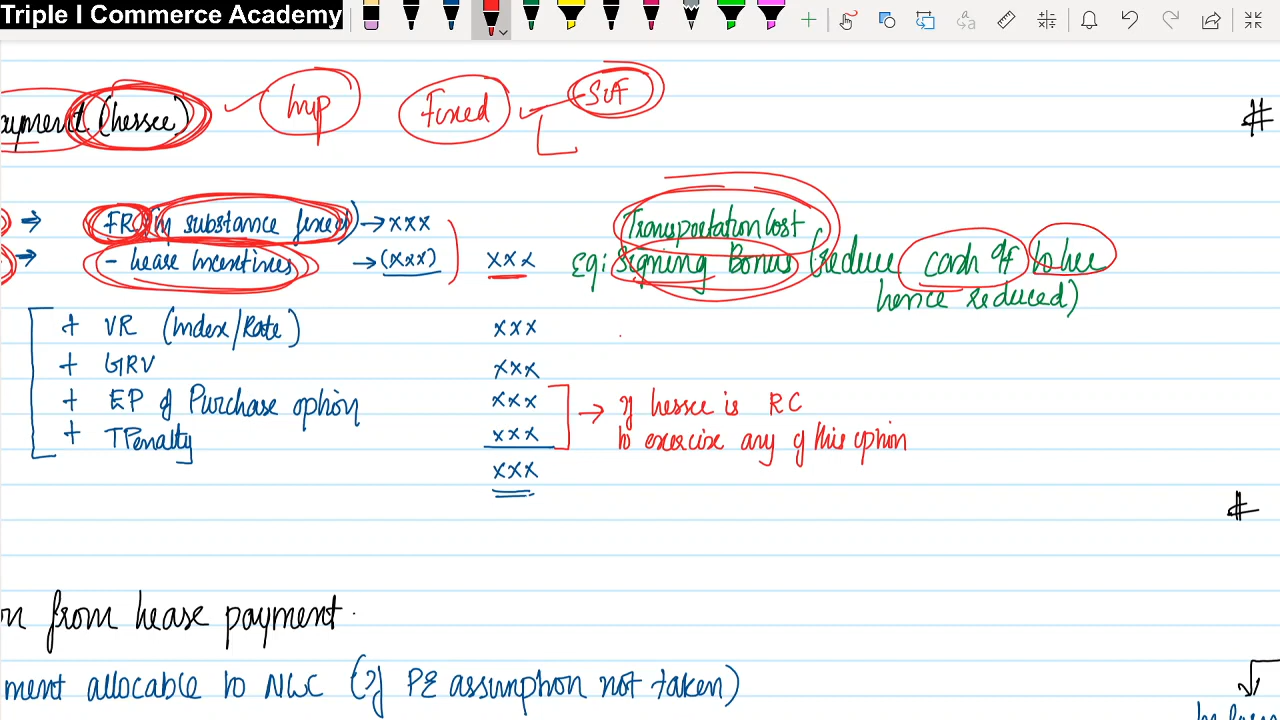 Triple I Commerce Academy
ayment (Lessee) Imp Fixed SIF
#
⇒ FR (in substance fixed) → xxx Transportation Cost
⇒ - Lease Incentives → (xxx) xxx Eg: Signing Bonus (reduce cash o/f to lee
hence reduced)
+ VR (Index/Rate) xxx
+ GRV xxx
+ EP of Purchase option xxx → if Lessee is RC
+ TPenalty xxx to exercise any of this option
xxx
#
on from Lease payment.
ment allocable to NLC (if PE assumption not taken)